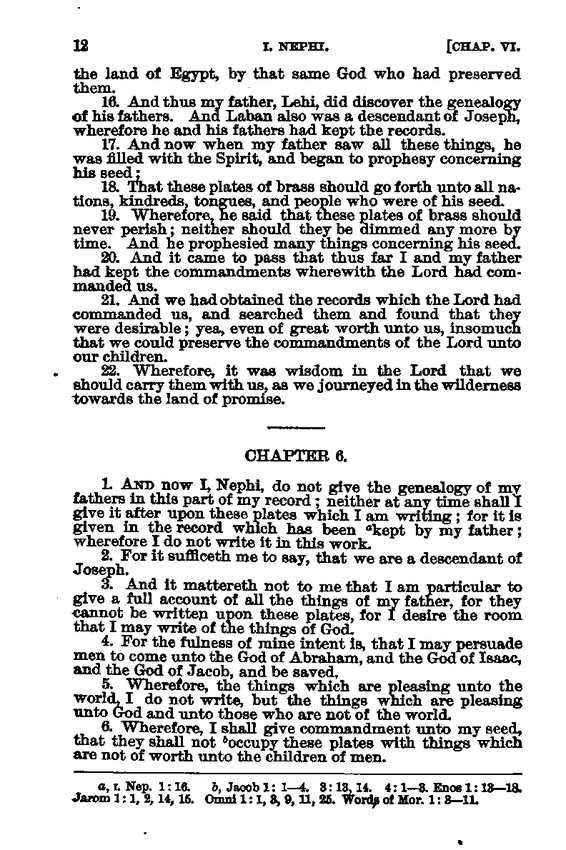 12 I. NEPHI. [CHAP. VI.
the land of Egypt, by that same God who had preserved
them.
16. And thus my father, Lehi, did discover the genealogy
of his fathers. And Laban also was a descendant of Joseph,
wherefore he and his fathers had kept the records.
17. And now when my father saw all these things, he
was filled with the Spirit, and began to prophesy concerning
his seed;
18. That these plates of brass should go forth unto all na-
tions, kindreds, tongues, and people who were of his seed.
19. Wherefore, he said that these plates of brass should
never perish; neither should they be dimmed any more by
time. And he prophesied many things concerning his seed.
20. And it came to pass that thus far I and my father
had kept the commandments wherewith the Lord had com-
manded us.
21. And we had obtained the records which the Lord had
commanded us, and searched them and found that they
were desirable; yea, even of great worth unto us, insomuch
that we could preserve the commandments of the Lord unto
our children.
22. Wherefore, it was wisdom in the Lord that we
should carry them with us, as we journeyed in the wilderness
towards the land of promise.
CHAPTER 6.
1. AND now I, Nephi, do not give the genealogy of my
fathers in this part of my record; neither at any time shall I
give it after upon these plates which I am writing; for it is
given in the record which has been ᵃkept by my father;
wherefore I do not write it in this work.
2. For it sufficeth me to say, that we are a descendant of
Joseph.
3. And it mattereth not to me that I am particular to
give a full account of all the things of my father, for they
cannot be written upon these plates, for I desire the room
that I may write of the things of God.
4. For the fulness of mine intent is, that I may persuade
men to come unto the God of Abraham, and the God of Isaac,
and the God of Jacob, and be saved.
5. Wherefore, the things which are pleasing unto the
world, I do not write, but the things which are pleasing
unto God and unto those who are not of the world.
6. Wherefore, I shall give commandment unto my seed,
that they shall not ᵇoccupy these plates with things which
are not of worth unto the children of men.
a, I. Nep. 1:16. b, Jacob 1: 1—4. 3: 13, 14. 4: 1—3. Enos 1: 13—18.
Jarom 1: 1, 2, 14, 15. Omni 1: 1, 3, 9, 11, 25. Words of Mor. 1: 3—11.